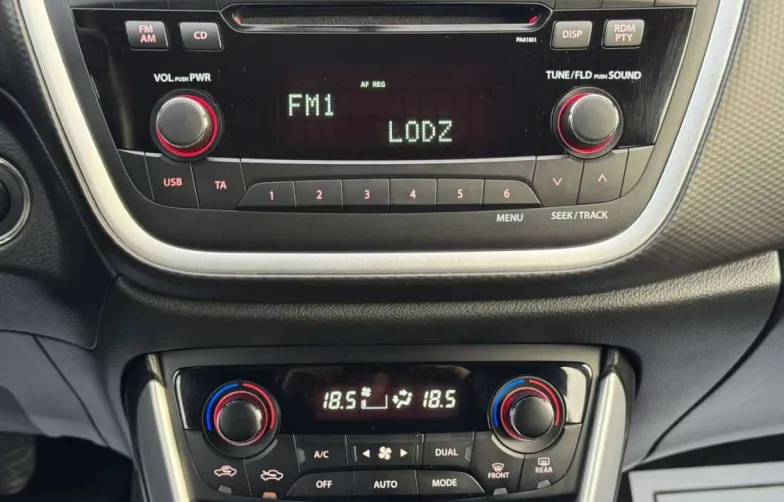 FM
AM
CD
DISP
RDM
PTY
PA61M1
VOL PUSH PWR
TUNE/FLD PUSH SOUND
AF REG
FM1
LODZ
USB
TA
1 2 3 4 5 6
MENU
SEEK/TRACK
18.5 18.5
A/C
DUAL
FRONT
REAR
OFF
AUTO
MODE